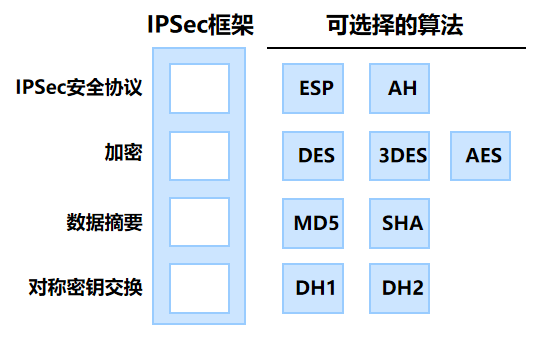 IPSec框架 可选择的算法
IPSec安全协议 ESP AH
加密 DES 3DES AES
数据摘要 MD5 SHA
对称密钥交换 DH1 DH2